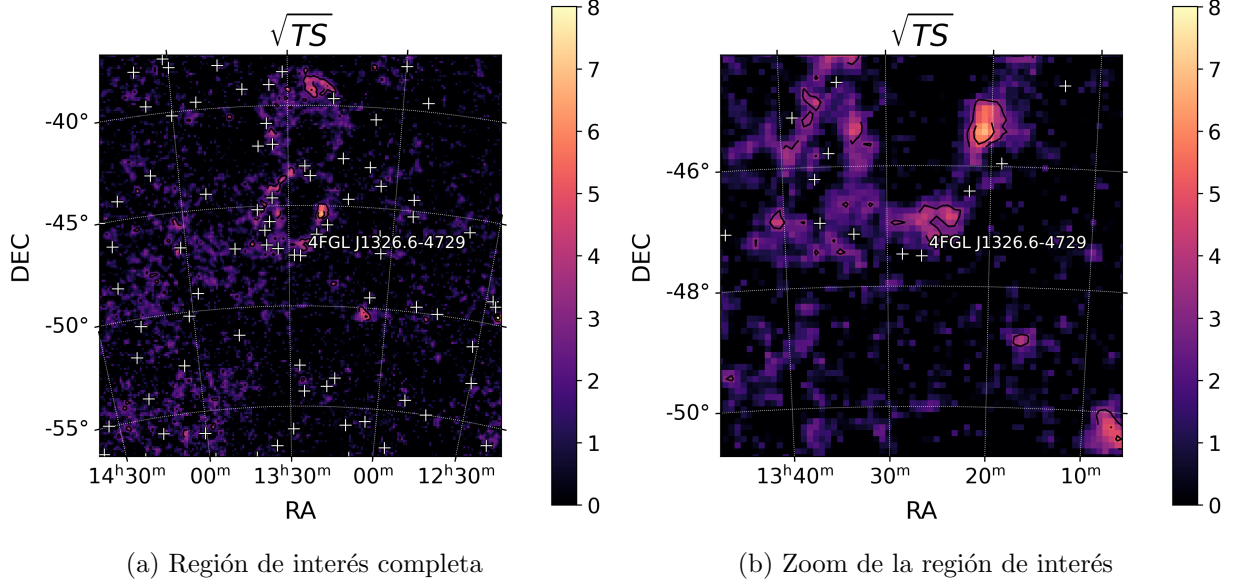 √TS
8
7
6
5
4
3
2
1
0
-40°
-45°
-50°
-55°
DEC
4FGL J1326.6-4729
14ʰ30ᵐ 00ᵐ 13ʰ30ᵐ 00ᵐ 12ʰ30ᵐ
RA
(a) Región de interés completa
√TS
8
7
6
5
4
3
2
1
0
-46°
-48°
-50°
DEC
4FGL J1326.6-4729
13ʰ40ᵐ 30ᵐ 20ᵐ 10ᵐ
RA
(b) Zoom de la región de interés